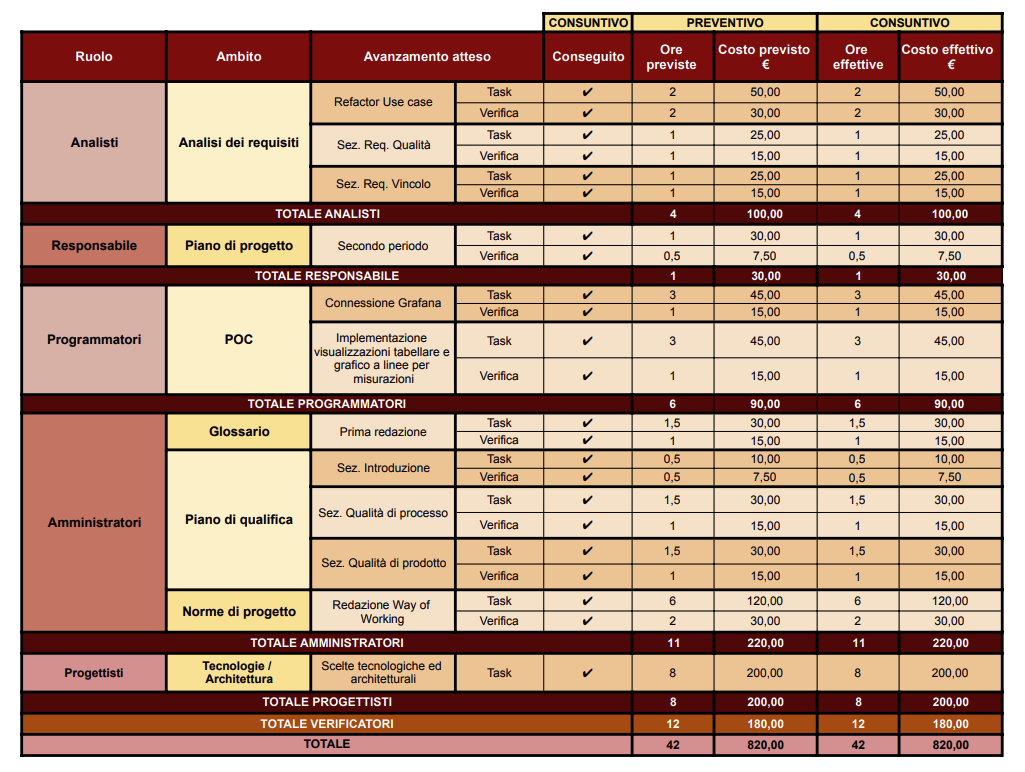 CONSUNTIVO PREVENTIVO CONSUNTIVO
Ruolo Ambito Avanzamento atteso Conseguito Ore previste Costo previsto € Ore effettive Costo effettivo €
Analisti Analisi dei requisiti Refactor Use case Task ✔ 2 50,00 2 50,00
Verifica ✔ 2 30,00 2 30,00
Sez. Req. Qualità Task ✔ 1 25,00 1 25,00
Verifica ✔ 1 15,00 1 15,00
Sez. Req. Vincolo Task ✔ 1 25,00 1 25,00
Verifica ✔ 1 15,00 1 15,00
TOTALE ANALISTI 4 100,00 4 100,00
Responsabile Piano di progetto Secondo periodo Task ✔ 1 30,00 1 30,00
Verifica ✔ 0,5 7,50 0,5 7,50
TOTALE RESPONSABILE 1 30,00 1 30,00
Programmatori POC Connessione Grafana Task ✔ 3 45,00 3 45,00
Verifica ✔ 1 15,00 1 15,00
Implementazione visualizzazioni tabellare e grafico a linee per misurazioni Task ✔ 3 45,00 3 45,00
Verifica ✔ 1 15,00 1 15,00
TOTALE PROGRAMMATORI 6 90,00 6 90,00
Amministratori Glossario Prima redazione Task ✔ 1,5 30,00 1,5 30,00
Verifica ✔ 1 15,00 1 15,00
Piano di qualifica Sez. Introduzione Task ✔ 0,5 10,00 0,5 10,00
Verifica ✔ 0,5 7,50 0,5 7,50
Sez. Qualità di processo Task ✔ 1,5 30,00 1,5 30,00
Verifica ✔ 1 15,00 1 15,00
Sez. Qualità di prodotto Task ✔ 1,5 30,00 1,5 30,00
Verifica ✔ 1 15,00 1 15,00
Norme di progetto Redazione Way of Working Task ✔ 6 120,00 6 120,00
Verifica ✔ 2 30,00 2 30,00
TOTALE AMMINISTRATORI 11 220,00 11 220,00
Progettisti Tecnologie / Architettura Scelte tecnologiche ed architetturali Task ✔ 8 200,00 8 200,00
TOTALE PROGETTISTI 8 200,00 8 200,00
TOTALE VERIFICATORI 12 180,00 12 180,00
TOTALE 42 820,00 42 820,00